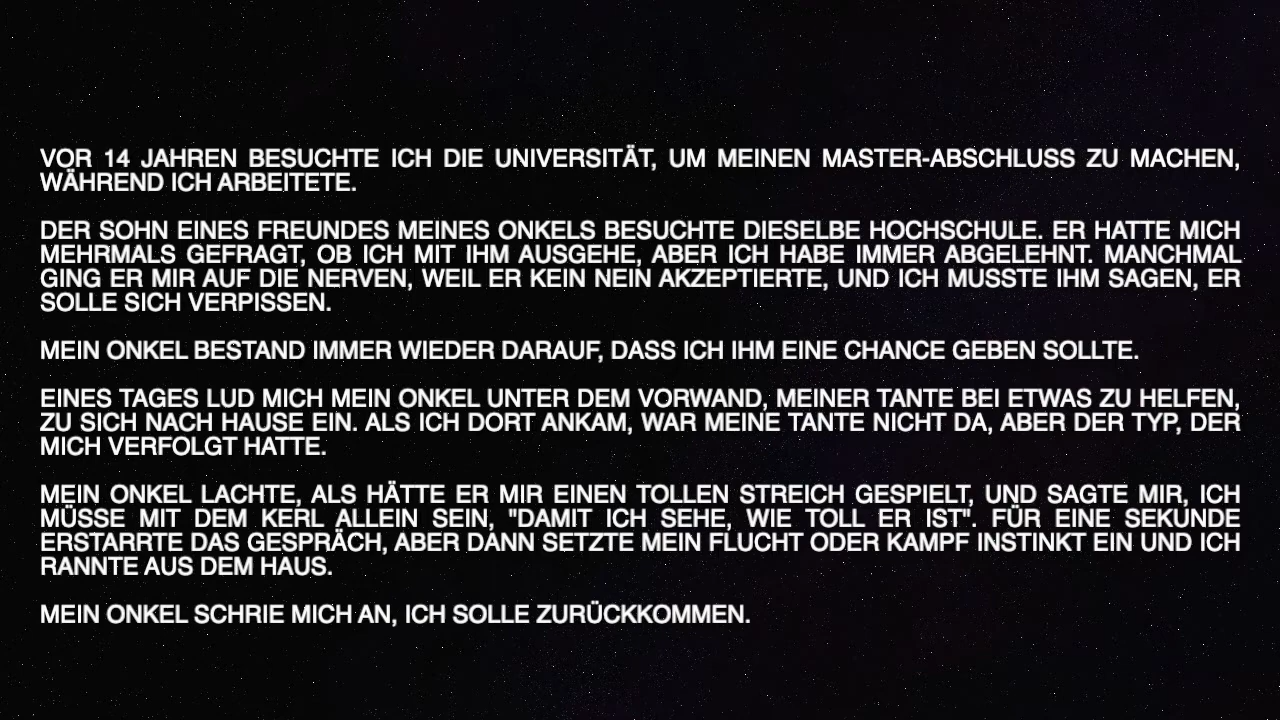 VOR 14 JAHREN BESUCHTE ICH DIE UNIVERSITÄT, UM MEINEN MASTER-ABSCHLUSS ZU MACHEN,
WÄHREND ICH ARBEITETE.
DER SOHN EINES FREUNDES MEINES ONKELS BESUCHTE DIESELBE HOCHSCHULE. ER HATTE MICH
MEHRMALS GEFRAGT, OB ICH MIT IHM AUSGEHE, ABER ICH HABE IMMER ABGELEHNT. MANCHMAL
GING ER MIR AUF DIE NERVEN, WEIL ER KEIN NEIN AKZEPTIERTE, UND ICH MUSSTE IHM SAGEN, ER
SOLLE SICH VERPISSEN.
MEIN ONKEL BESTAND IMMER WIEDER DARAUF, DASS ICH IHM EINE CHANCE GEBEN SOLLTE.
EINES TAGES LUD MICH MEIN ONKEL UNTER DEM VORWAND, MEINER TANTE BEI ETWAS ZU HELFEN,
ZU SICH NACH HAUSE EIN. ALS ICH DORT ANKAM, WAR MEINE TANTE NICHT DA, ABER DER TYP, DER
MICH VERFOLGT HATTE.
MEIN ONKEL LACHTE, ALS HÄTTE ER MIR EINEN TOLLEN STREICH GESPIELT, UND SAGTE MIR, ICH
MÜSSE MIT DEM KERL ALLEIN SEIN, "DAMIT ICH SEHE, WIE TOLL ER IST". FÜR EINE SEKUNDE
ERSTARRTE DAS GESPRÄCH, ABER DANN SETZTE MEIN FLUCHT ODER KAMPF INSTINKT EIN UND ICH
RANNTE AUS DEM HAUS.
MEIN ONKEL SCHRIE MICH AN, ICH SOLLE ZURÜCKKOMMEN.